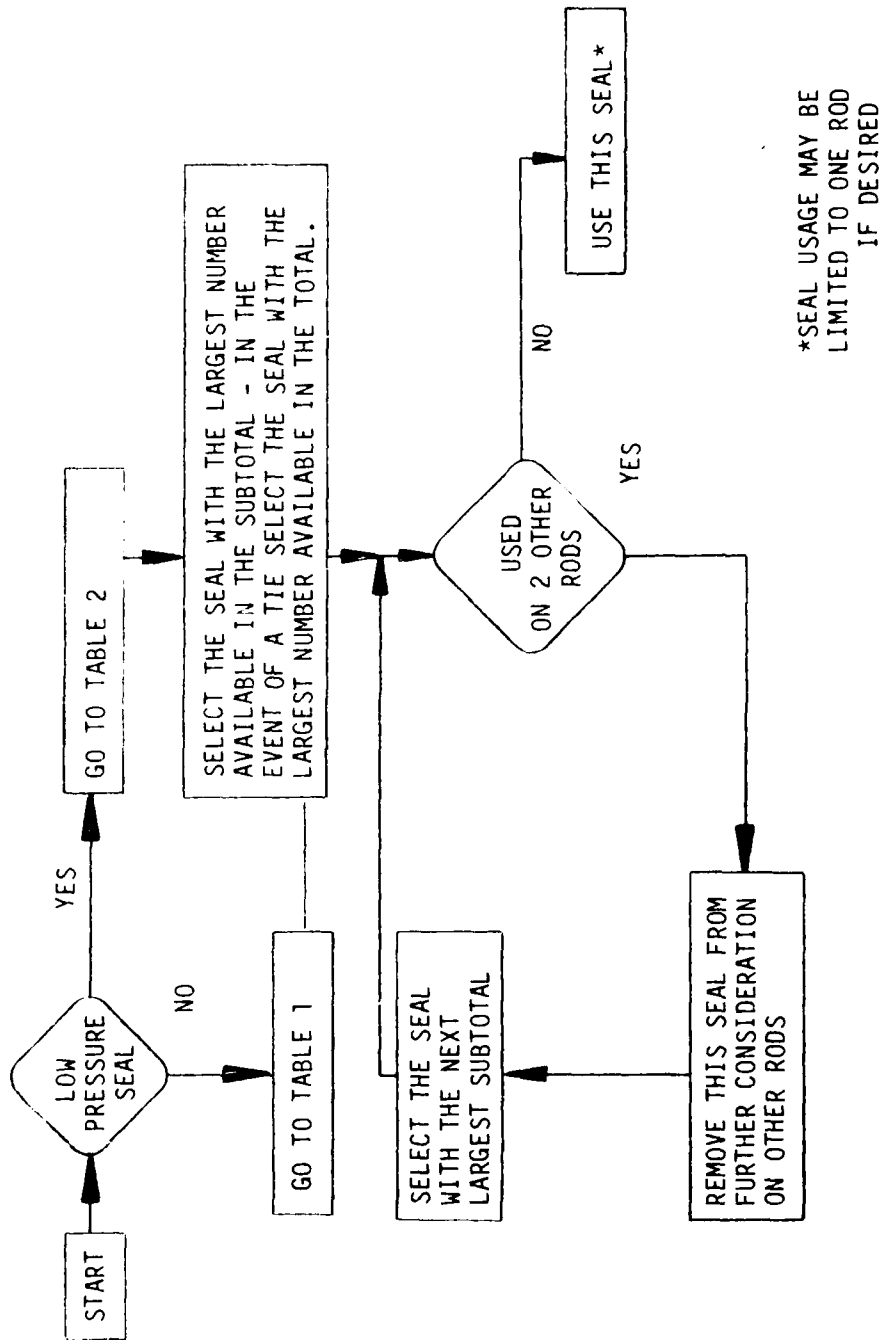 START
LOW
PRESSURE
SEAL
YES
GO TO TABLE 2
NO
GO TO TABLE 1
SELECT THE SEAL WITH THE LARGEST NUMBER
AVAILABLE IN THE SUBTOTAL - IN THE
EVENT OF A TIE SELECT THE SEAL WITH THE
LARGEST NUMBER AVAILABLE IN THE TOTAL.
SELECT THE SEAL
WITH THE NEXT
LARGEST SUBTOTAL
USED
ON 2 OTHER
RODS
NO
USE THIS SEAL*
YES
REMOVE THIS SEAL FROM
FURTHER CONSIDERATION
ON OTHER RODS
*SEAL USAGE MAY BE
LIMITED TO ONE ROD
IF DESIRED